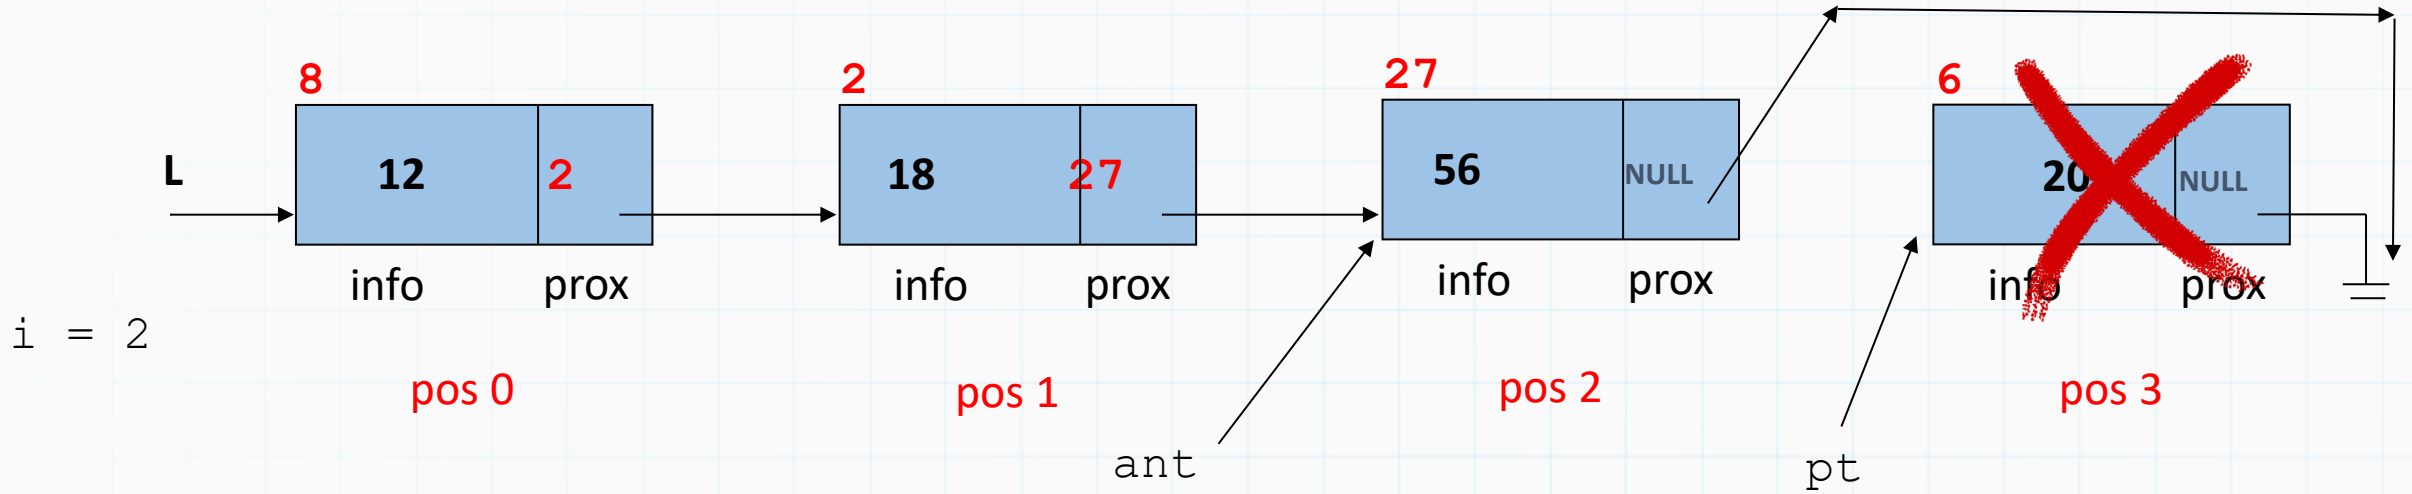 8 2 27 6
L 12 2 18 27 56 NULL 20 NULL
info prox info prox info prox info prox
i = 2
pos 0 pos 1 pos 2 pos 3
ant pt